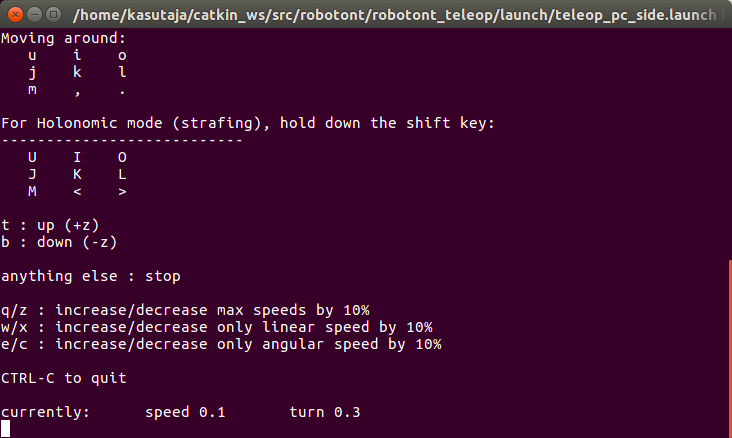 /home/kasutaja/catkin_ws/src/robotont/robotont_teleop/launch/teleop_pc_side.launch
Moving around:
   u    i    o
   j    k    l
   m    ,    .
For Holonomic mode (strafing), hold down the shift key:
---------------------------
   U    I    O
   J    K    L
   M    <    >
t : up (+z)
b : down (-z)
anything else : stop
q/z : increase/decrease max speeds by 10%
w/x : increase/decrease only linear speed by 10%
e/c : increase/decrease only angular speed by 10%
CTRL-C to quit
currently:      speed 0.1       turn 0.3